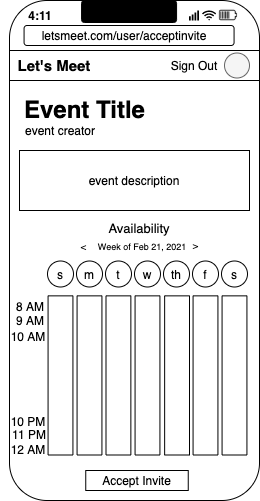 4:11
letsmeet.com/user/acceptinvite
Let's Meet Sign Out
Event Title
event creator
event description
Availability
< Week of Feb 21, 2021 >
s m t w th f s
8 AM
9 AM
10 AM
10 PM
11 PM
12 AM
Accept Invite